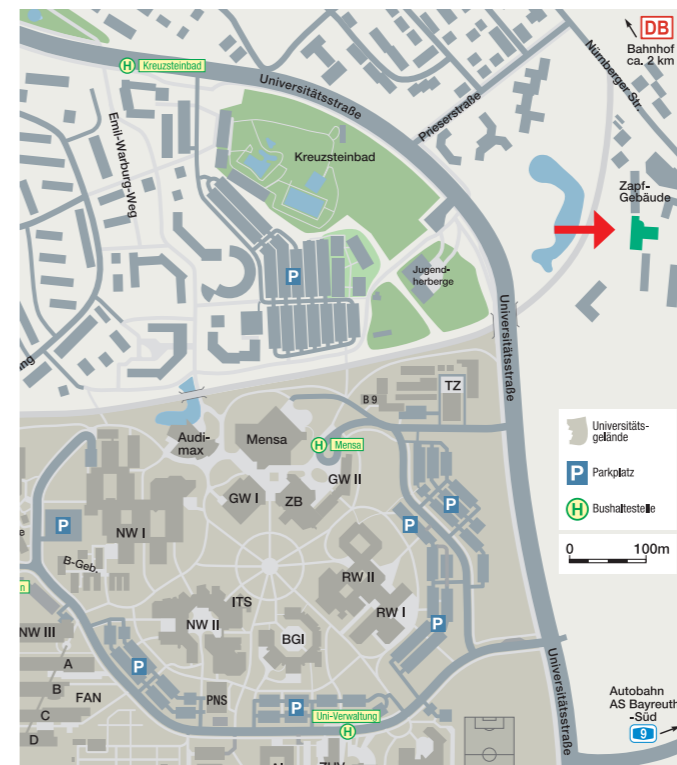 DB
Bahnhof
ca. 2 km
Nürnberger Str.
H Kreuzsteinbad
Universitätsstraße
Prieserstraße
Emil-Warburg-Weg
Kreuzsteinbad
Zapf-
Gebäude
P
Jugend-
herberge
Universitätsstraße
ng
TZ
B 9
Audi-
max
Mensa
H Mensa
GW II
GW I
ZB
P
P
P
NW I
B-Geb.
e
n
RW II
RW I
ITS
NW II
BGI
P
NW III
A
B
C
D
FAN
P
PNS
P
Uni-Verwaltung
H
ZUV
Universitätsstraße
Universitäts-
gelände
P Parkplatz
H Bushaltestelle
0 100m
Autobahn
AS Bayreuth
-Süd
9